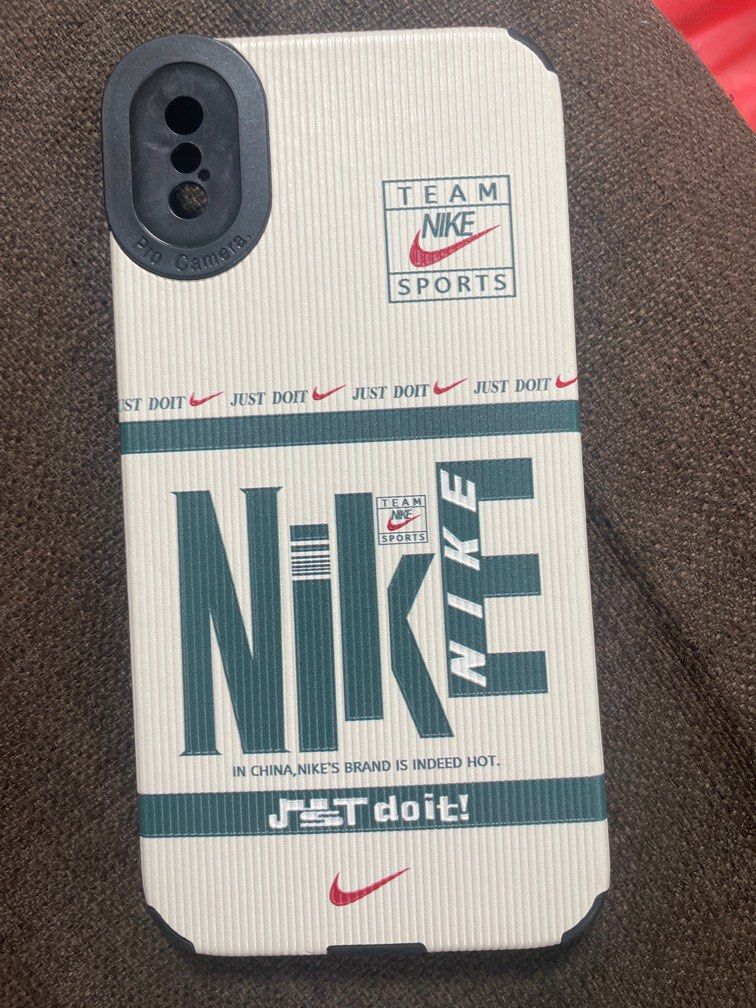 Pro Camera.
TEAM
NIKE
SPORTS
UST DOIT JUST DOIT JUST DOIT JUST DOIT
NiKE
TEAM
NIKE
SPORTS
NIKE
IN CHINA,NIKE'S BRAND IS INDEED HOT.
JUST doit!